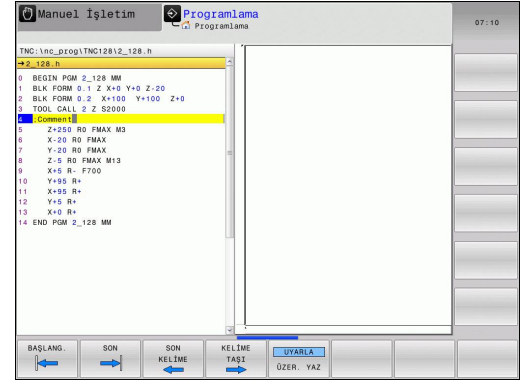 Manuel İşletim
Programlama
Programlama
07:10
TNC:\nc_prog\TNC128\2_128.h
→2_128.h
0 BEGIN PGM 2_128 MM
1 BLK FORM 0.1 Z X+0 Y+0 Z-20
2 BLK FORM 0.2 X+100 Y+100 Z+0
3 TOOL CALL 2 Z S2000
4 ;Comment
5 Z+250 R0 FMAX M3
6 X-20 R0 FMAX
7 Y-20 R0 FMAX
8 Z-5 R0 FMAX M13
9 X+5 R- F700
10 Y+95 R+
11 X+95 R+
12 Y+5 R+
13 X+0 R+
14 END PGM 2_128 MM
BAŞLANG.
SON
SON KELİME
KELİME TAŞI
UYARLA
ÜZER. YAZ